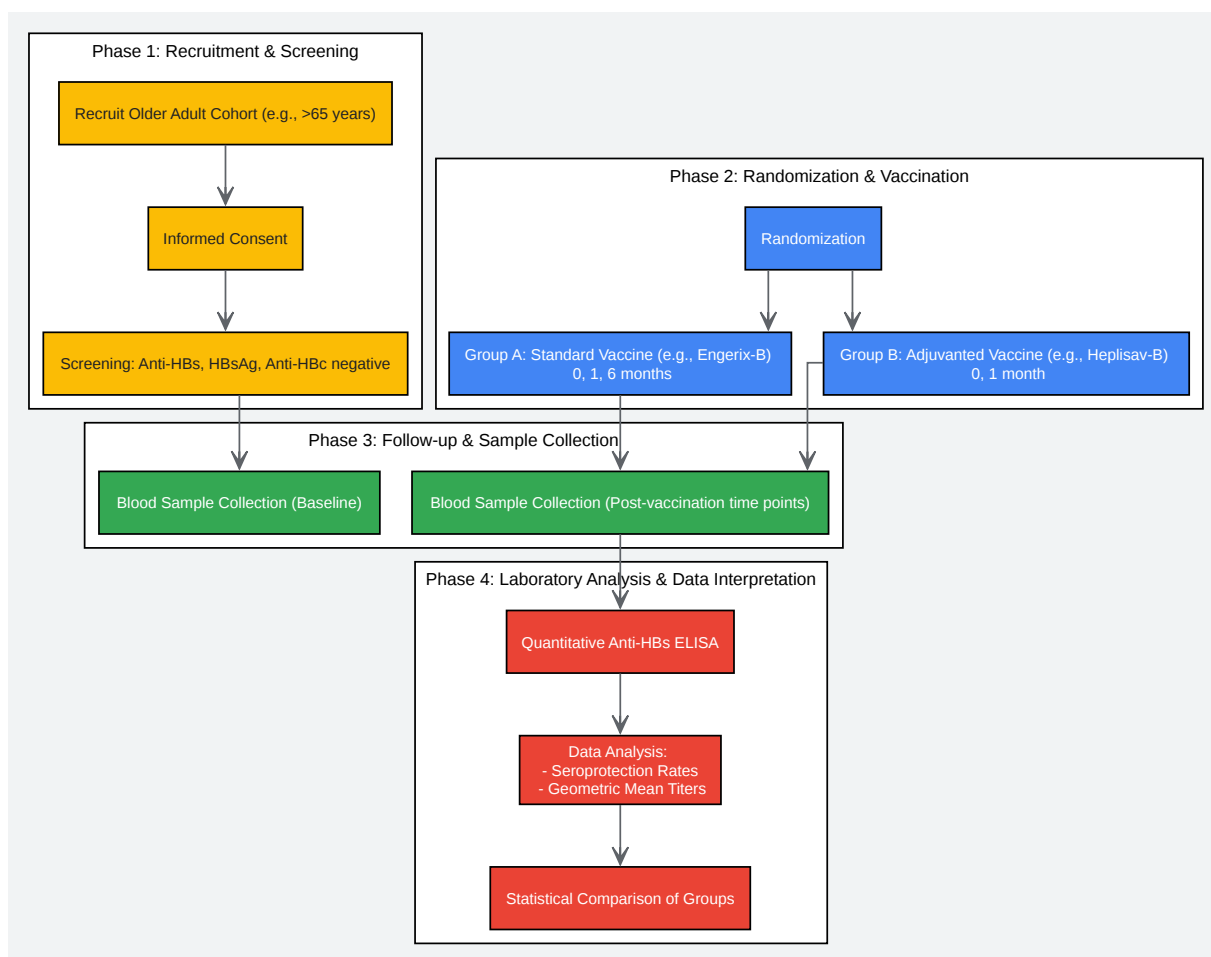 Phase 1: Recruitment & Screening
Recruit Older Adult Cohort (e.g., >65 years)
Informed Consent
Screening: Anti-HBs, HBsAg, Anti-HBc negative
Phase 2: Randomization & Vaccination
Randomization
Group A: Standard Vaccine (e.g., Engerix-B)
0, 1, 6 months
Group B: Adjuvanted Vaccine (e.g., Heplisav-B)
0, 1 month
Phase 3: Follow-up & Sample Collection
Blood Sample Collection (Baseline)
Blood Sample Collection (Post-vaccination time points)
Phase 4: Laboratory Analysis & Data Interpretation
Quantitative Anti-HBs ELISA
Data Analysis:
- Seroprotection Rates
- Geometric Mean Titers
Statistical Comparison of Groups